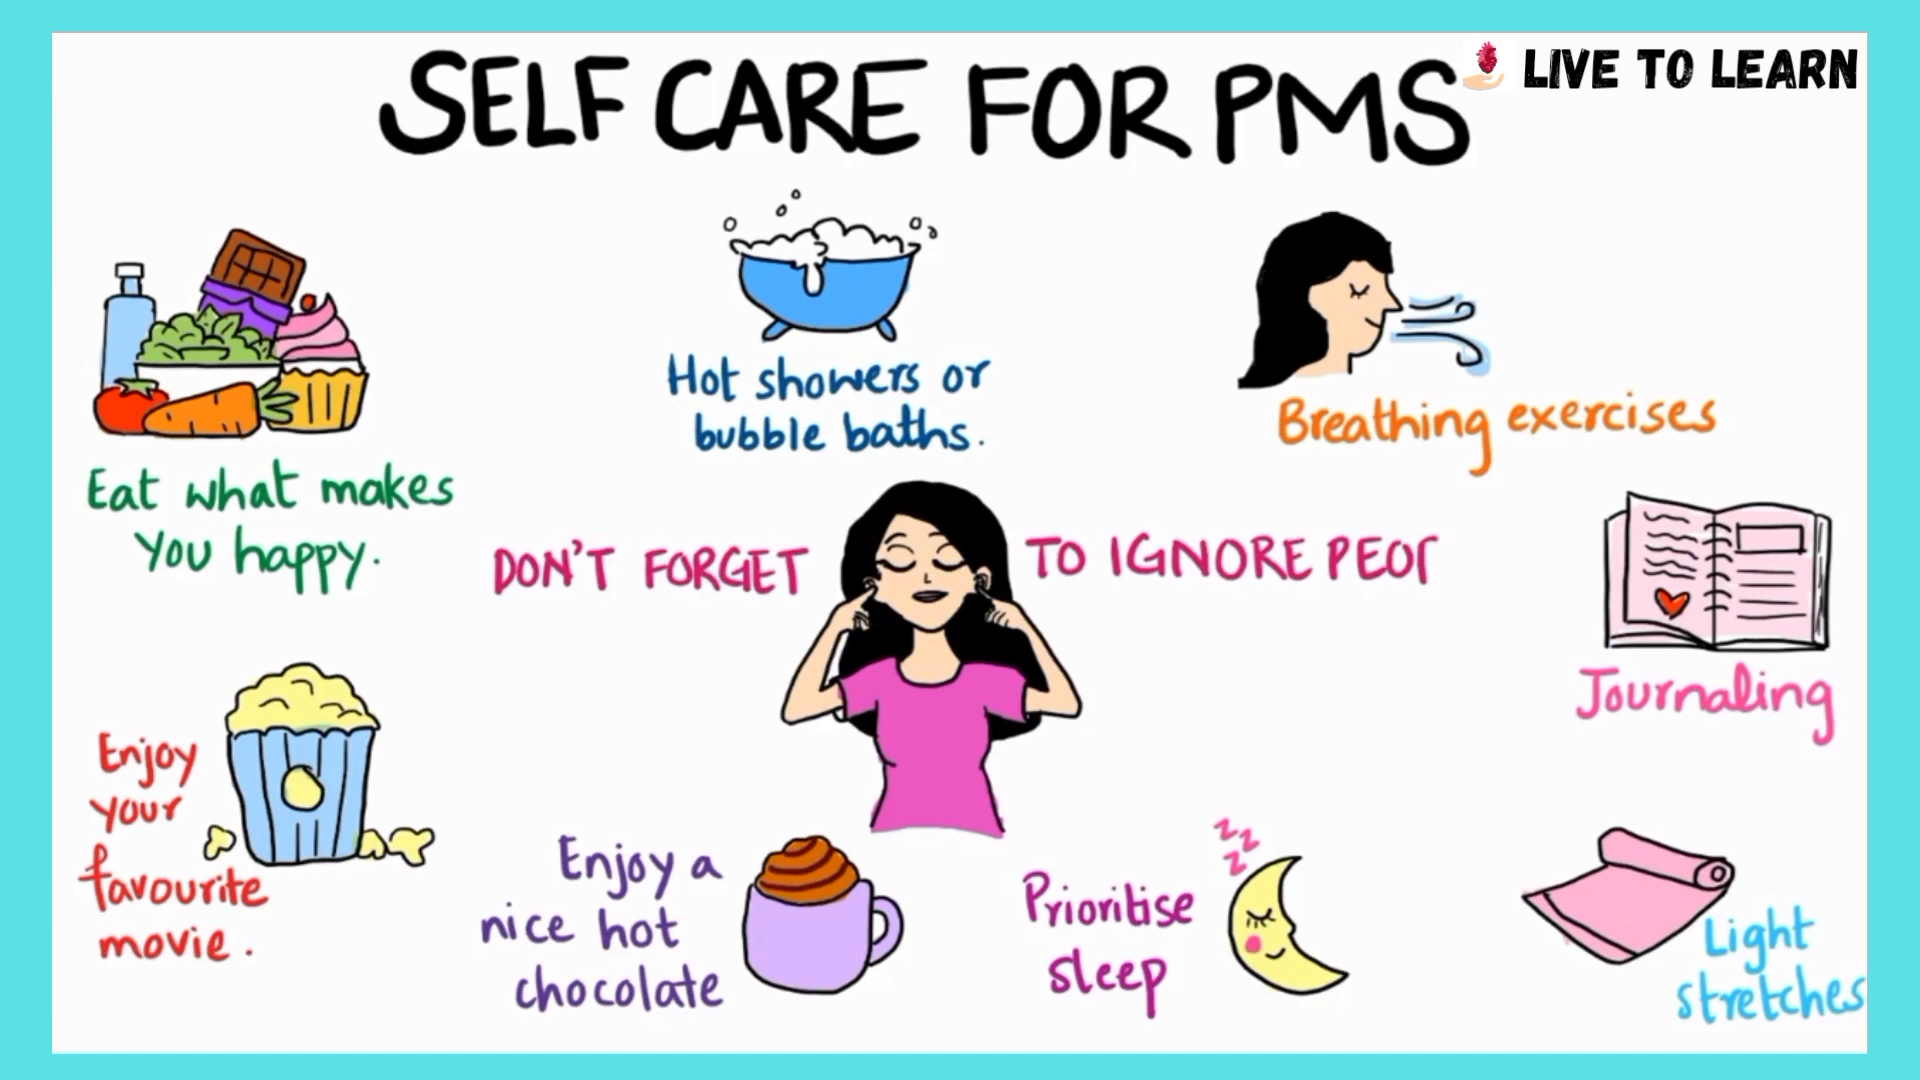 SELF CARE FOR PMS
LIVE TO LEARN
Eat what makes
you happy.
Hot showers or
bubble baths.
Breathing exercises
DON'T FORGET
TO IGNORE
Journaling
Enjoy
your
favourite
movie.
Enjoy a
nice hot
chocolate
Prioritise
sleep
Light
stretches